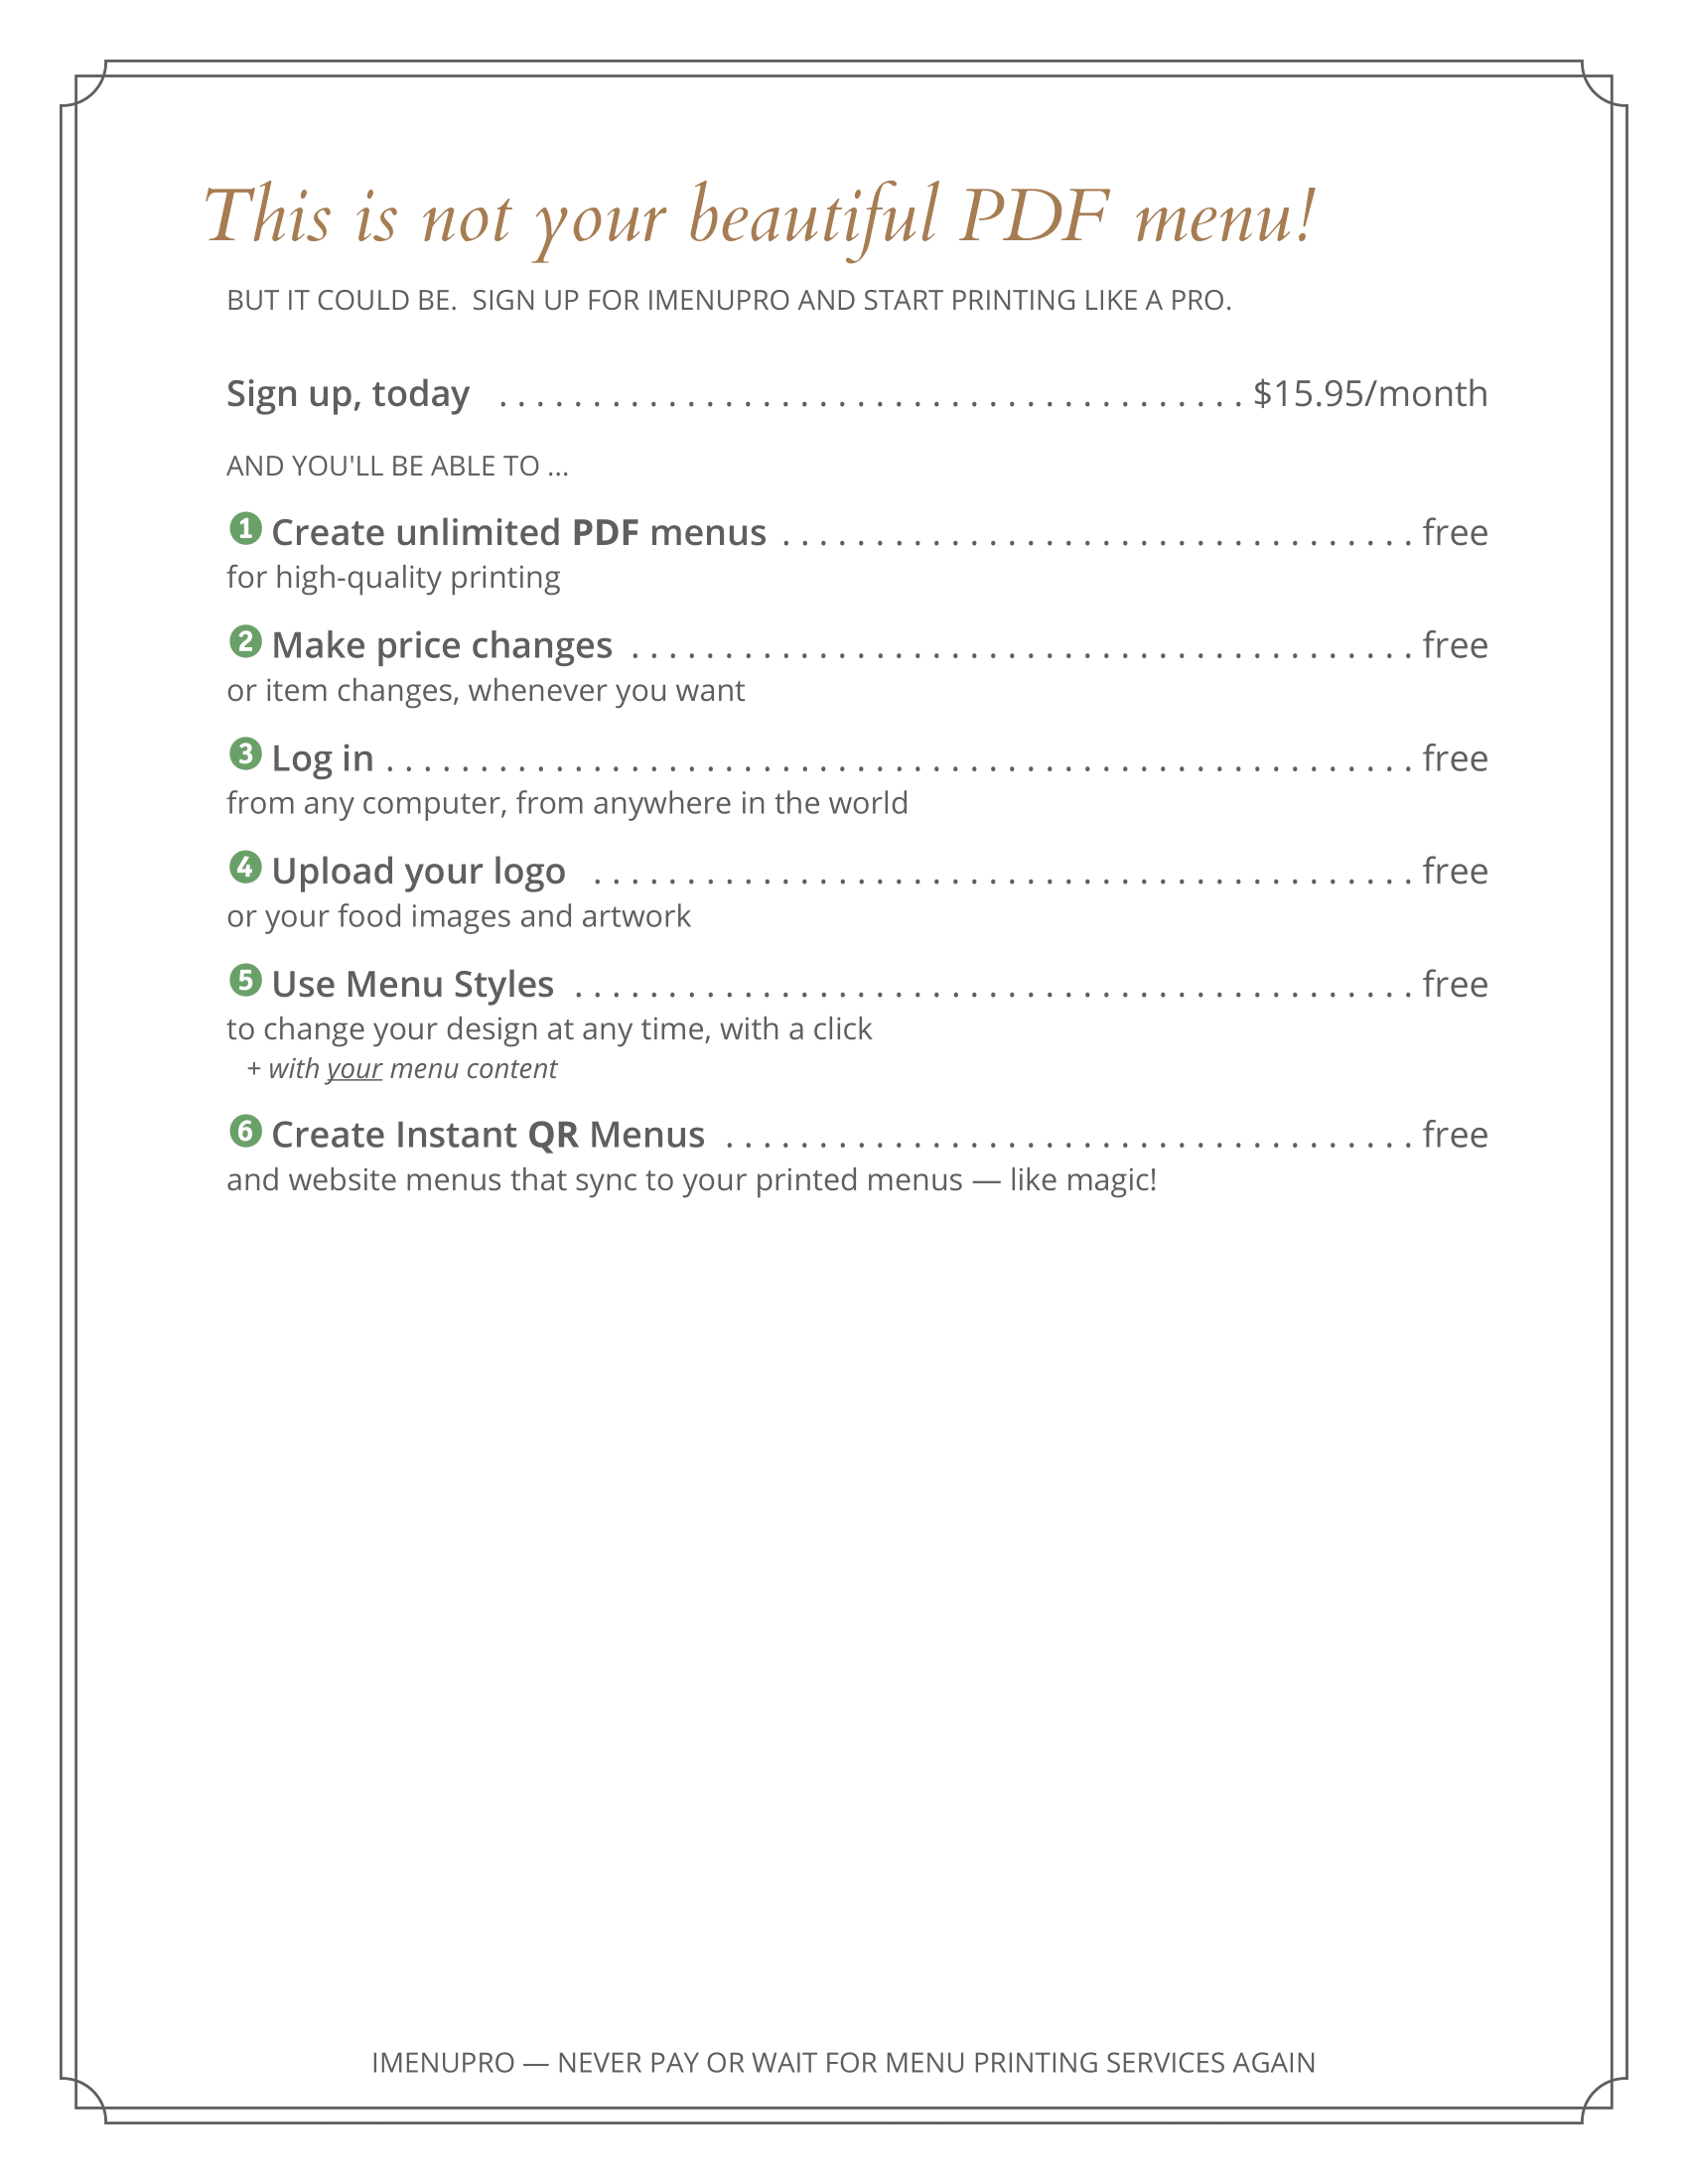 This is not your beautiful PDF menu!
BUT IT COULD BE.  SIGN UP FOR IMENUPRO AND START PRINTING LIKE A PRO.
Sign up, today . . . . . . . . . . . . . . . . . . . . . . . . . . . . . . . . . . . . . . . . $15.95/month
AND YOU'LL BE ABLE TO ...
❶ Create unlimited PDF menus . . . . . . . . . . . . . . . . . . . . . . . . . . . . . . . . . . free
for high-quality printing
❷ Make price changes . . . . . . . . . . . . . . . . . . . . . . . . . . . . . . . . . . . . . . . . . . free
or item changes, whenever you want
❸ Log in . . . . . . . . . . . . . . . . . . . . . . . . . . . . . . . . . . . . . . . . . . . . . . . . . . . . . . . free
from any computer, from anywhere in the world
❹ Upload your logo . . . . . . . . . . . . . . . . . . . . . . . . . . . . . . . . . . . . . . . . . . . . free
or your food images and artwork
❺ Use Menu Styles . . . . . . . . . . . . . . . . . . . . . . . . . . . . . . . . . . . . . . . . . . . . . free
to change your design at any time, with a click
+ with your menu content
❻ Create Instant QR Menus . . . . . . . . . . . . . . . . . . . . . . . . . . . . . . . . . . . . . free
and website menus that sync to your printed menus — like magic!
IMENUPRO — NEVER PAY OR WAIT FOR MENU PRINTING SERVICES AGAIN